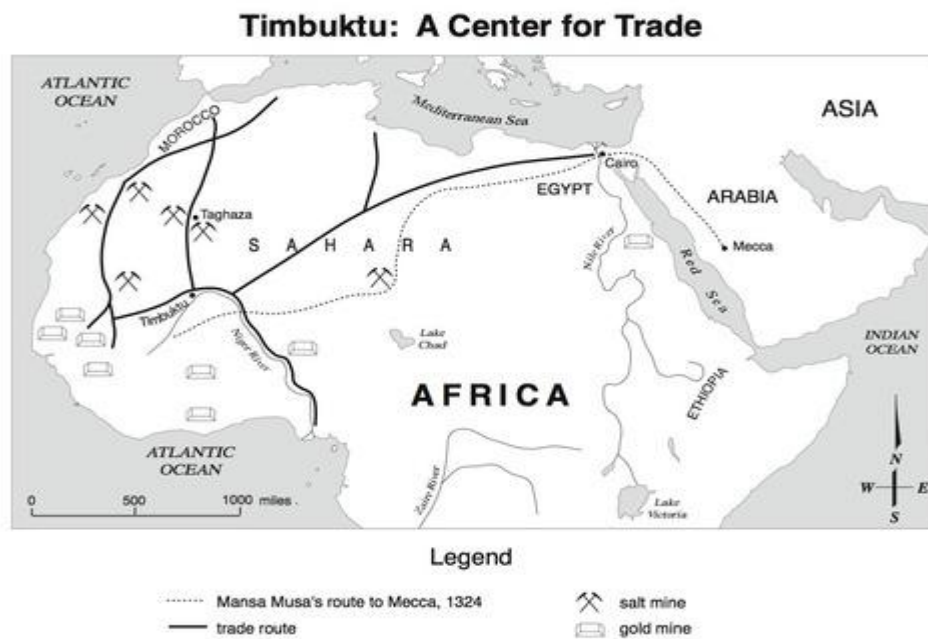 Timbuktu: A Center for Trade
ATLANTIC
OCEAN
MOROCCO
Mediterranean Sea
ASIA
Cairo
EGYPT
ARABIA
Taghaza
SAHARA
Mecca
Nile River
Red Sea
Timbuktu
Niger River
Lake
Chad
INDIAN
OCEAN
AFRICA
ETHIOPIA
ATLANTIC
OCEAN
Zaire River
Lake
Victoria
N
W E
S
0 500 1000 miles
Legend
Mansa Musa's route to Mecca, 1324
salt mine
trade route
gold mine